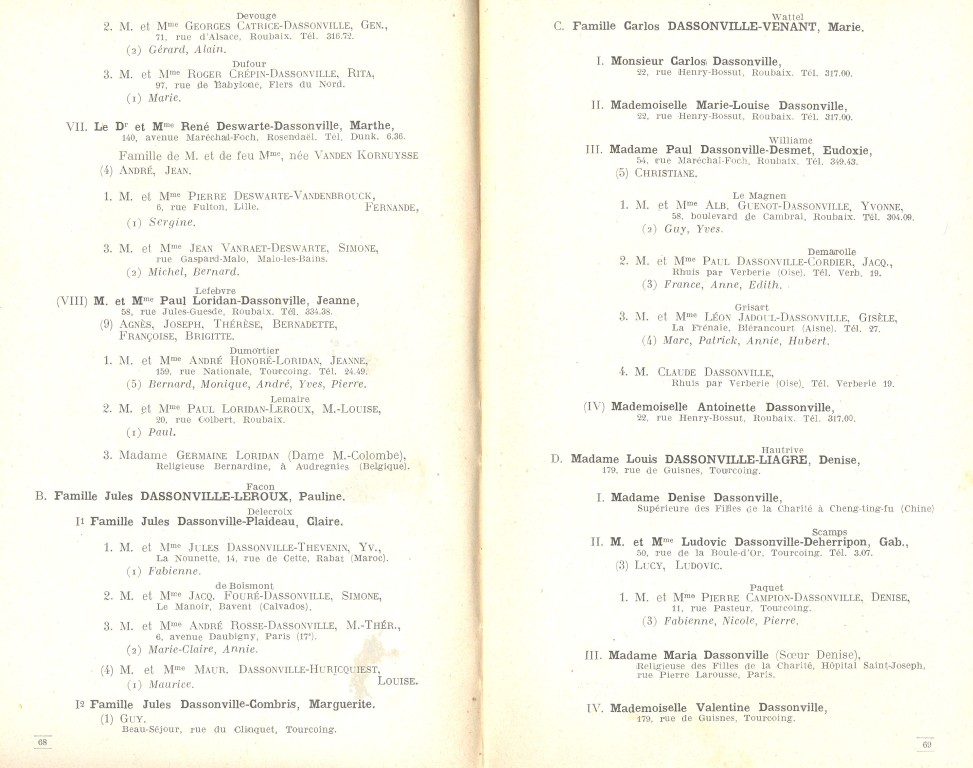 Devouge
2. M. et Mme GEORGES CATRICE-DASSONVILLE, GEN.,
71, rue d'Alsace, Roubaix. Tél. 316.72.
(2) Gérard, Alain.
Dufour
3. M. et Mme ROGER CRÉPIN-DASSONVILLE, RITA,
97, rue de Babylone, Flers du Nord.
(1) Marie.
VII. Le Dr et Mme René Deswarte-Dassonville, Marthe,
140, avenue Maréchal-Foch, Rosendaël. Tél. Dunk. 6.36.
Famille de M. et de feu Mme, née VANDEN KORNUYSSE
(4) ANDRÉ, JEAN.
1. M. et Mme PIERRE DESWARTE-VANDENBROUCK,
6, rue Fulton, Lille. FERNANDE,
(1) Sergine.
3. M. et Mme JEAN VANRAET-DESWARTE, SIMONE,
rue Gaspard-Malo, Malo-les-Bains.
(2) Michel, Bernard.
Lefebvre
(VIII) M. et Mme Paul Loridan-Dassonville, Jeanne,
58, rue Jules-Guesde, Roubaix. Tél. 334.38.
(9) AGNÈS, JOSEPH, THÉRÈSE, BERNADETTE,
FRANÇOISE, BRIGITTE.
Dumortier
1. M. et Mme ANDRÉ HONORÉ-LORIDAN, JEANNE,
159, rue Nationale, Tourcoing. Tél. 24.49.
(5) Bernard, Monique, André, Yves, Pierre.
Lemaire
2. M. et Mme PAUL LORIDAN-LEROUX, M.-LOUISE,
20, rue Colbert, Roubaix.
(1) Paul.
3. Madame GERMAINE LORIDAN (Dame M.-Colombe),
Religieuse Bernardine, à Audregnies (Belgique).
Facon
B. Famille Jules DASSONVILLE-LEROUX, Pauline.
Delecroix
I1 Famille Jules Dassonville-Plaideau, Claire.
1. M. et Mme JULES DASSONVILLE-THEVENIN, YV.,
La Nounette, 14, rue de Cette, Rabat (Maroc).
(1) Fabienne.
de Boismont
2. M. et Mme JACQ. FOURÉ-DASSONVILLE, SIMONE,
Le Manoir, Bavent (Calvados).
3. M. et Mme ANDRÉ ROSSE-DASSONVILLE, M.-THÉR.,
6, avenue Daubigny, Paris (17e).
(2) Marie-Claire, Annie.
(4) M. et Mme MAUR. DASSONVILLE-HURICQUIEST,
(1) Maurice. LOUISE.
I2 Famille Jules Dassonville-Combris, Marguerite.
(1) GUY.
Beau-Séjour, rue du Clinquet, Tourcoing.
68
Wattel
C. Famille Carlos DASSONVILLE-VENANT, Marie.
I. Monsieur Carlos Dassonville,
22, rue Henry-Bossut, Roubaix. Tél. 317.00.
II. Mademoiselle Marie-Louise Dassonville,
22, rue Henry-Bossut, Roubaix. Tél. 317.00.
Williame
III. Madame Paul Dassonville-Desmet, Eudoxie,
54, rue Maréchal-Foch, Roubaix. Tél. 349.43.
(5) CHRISTIANE.
Le Magnen
1. M. et Mme ALB. GUENOT-DASSONVILLE, YVONNE,
58, boulevard de Cambrai, Roubaix. Tél. 304.09.
(2) Guy, Yves.
Demarolle
2. M. et Mme PAUL DASSONVILLE-CORDIER, JACQ.,
Rhuis par Verberie (Oise). Tél. Verb. 19.
(3) France, Anne, Edith.
Grisart
3. M. et Mme LÉON JADOUL-DASSONVILLE, GISÈLE,
La Frénaie, Blérancourt (Aisne). Tél. 27.
(4) Marc, Patrick, Annie, Hubert.
4. M. CLAUDE DASSONVILLE,
Rhuis par Verberie (Oise). Tél. Verberie 19.
(IV) Mademoiselle Antoinette Dassonville,
22, rue Henry-Bossut, Roubaix. Tél. 317.00.
Hautrive
D. Madame Louis DASSONVILLE-LIAGRE, Denise,
179, rue de Guisnes, Tourcoing.
I. Madame Denise Dassonville,
Supérieure des Filles de la Charité à Cheng-ting-fu (Chine)
Scamps
II. M. et Mme Ludovic Dassonville-Deherripon, Gab.,
50, rue de la Boule-d'Or, Tourcoing. Tél. 3.07.
(3) LUCY, LUDOVIC.
Paquet
1. M. et Mme PIERRE CAMPION-DASSONVILLE, DENISE,
11, rue Pasteur, Tourcoing.
(3) Fabienne, Nicole, Pierre.
III. Madame Maria Dassonville (Sœur Denise),
Religieuse des Filles de la Charité, Hôpital Saint-Joseph,
rue Pierre Larousse, Paris.
IV. Mademoiselle Valentine Dassonville,
179, rue de Guisnes, Tourcoing.
69